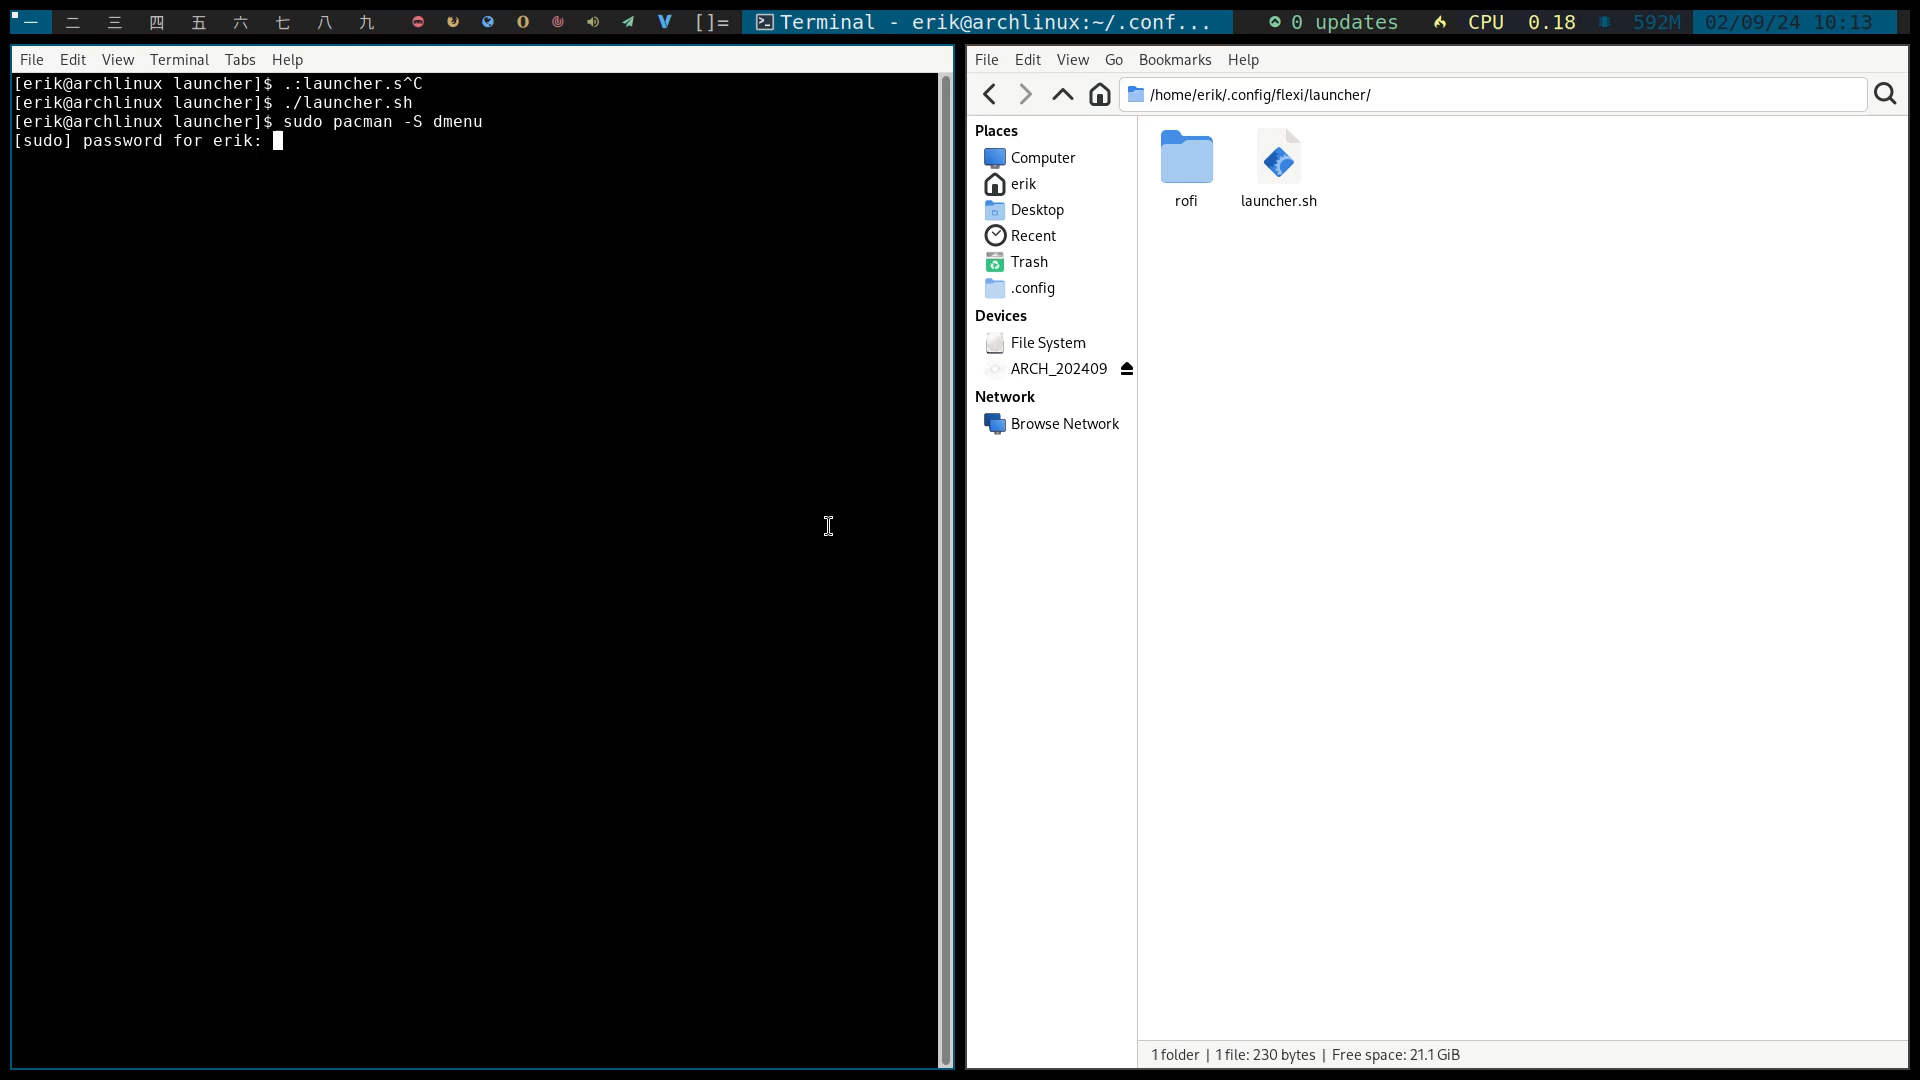 一 二 三 四 五 六 七 八 九 []= Terminal - erik@archlinux:~/.conf... 0 updates CPU 0.18 592M 02/09/24 10:13
File Edit View Terminal Tabs Help
[erik@archlinux launcher]$ .:launcher.s^C
[erik@archlinux launcher]$ ./launcher.sh
[erik@archlinux launcher]$ sudo pacman -S dmenu
[sudo] password for erik:
File Edit View Go Bookmarks Help
/home/erik/.config/flexi/launcher/
Places
Computer
erik
Desktop
Recent
Trash
.config
Devices
File System
ARCH_202409
Network
Browse Network
rofi
launcher.sh
1 folder | 1 file: 230 bytes | Free space: 21.1 GiB